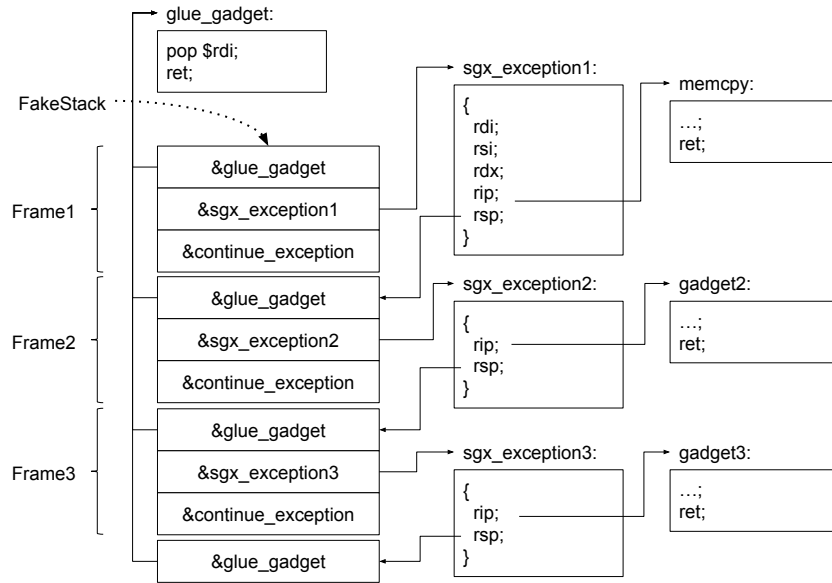 glue_gadget:
pop $rdi;
ret;
FakeStack
Frame1
&glue_gadget
&sgx_exception1
&continue_exception
sgx_exception1:
{
rdi;
rsi;
rdx;
rip;
rsp;
}
memcpy:
…;
ret;
Frame2
&glue_gadget
&sgx_exception2
&continue_exception
sgx_exception2:
{
rip;
rsp;
}
gadget2:
…;
ret;
Frame3
&glue_gadget
&sgx_exception3
&continue_exception
&glue_gadget
sgx_exception3:
{
rip;
rsp;
}
gadget3:
…;
ret;